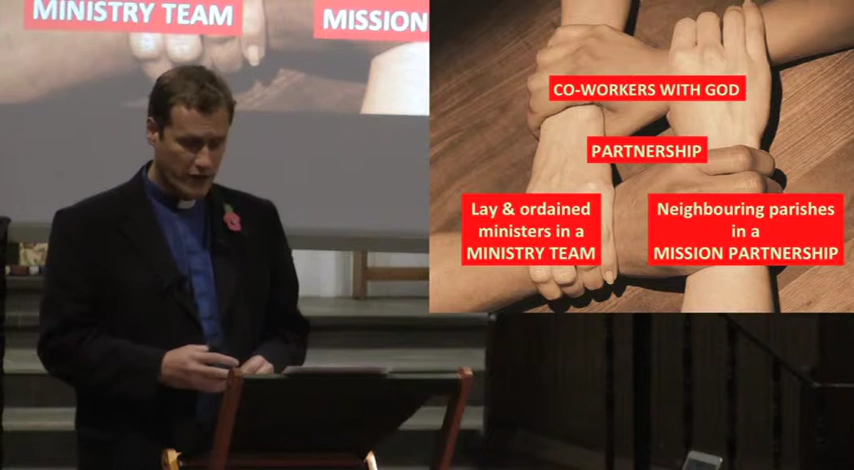 MINISTRY TEAM
MISSION
CO-WORKERS WITH GOD
PARTNERSHIP
Lay & ordained
ministers in a
MINISTRY TEAM
Neighbouring parishes
in a
MISSION PARTNERSHIP